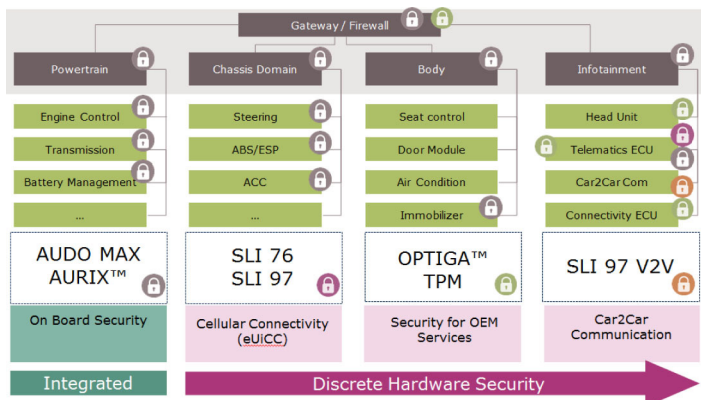 Gateway / Firewall
Powertrain
Chassis Domain
Body
Infotainment
Engine Control
Steering
Seat control
Head Unit
Transmission
ABS/ESP
Door Module
Telematics ECU
Battery Management
ACC
Air Condition
Car2Car Com
...
...
Immobilizer
Connectivity ECU
AUDO MAX
AURIX™
SLI 76
SLI 97
OPTIGA™
TPM
SLI 97 V2V
On Board Security
Cellular Connectivity
(eUiCC)
Security for OEM
Services
Car2Car
Communication
Integrated
Discrete Hardware Security